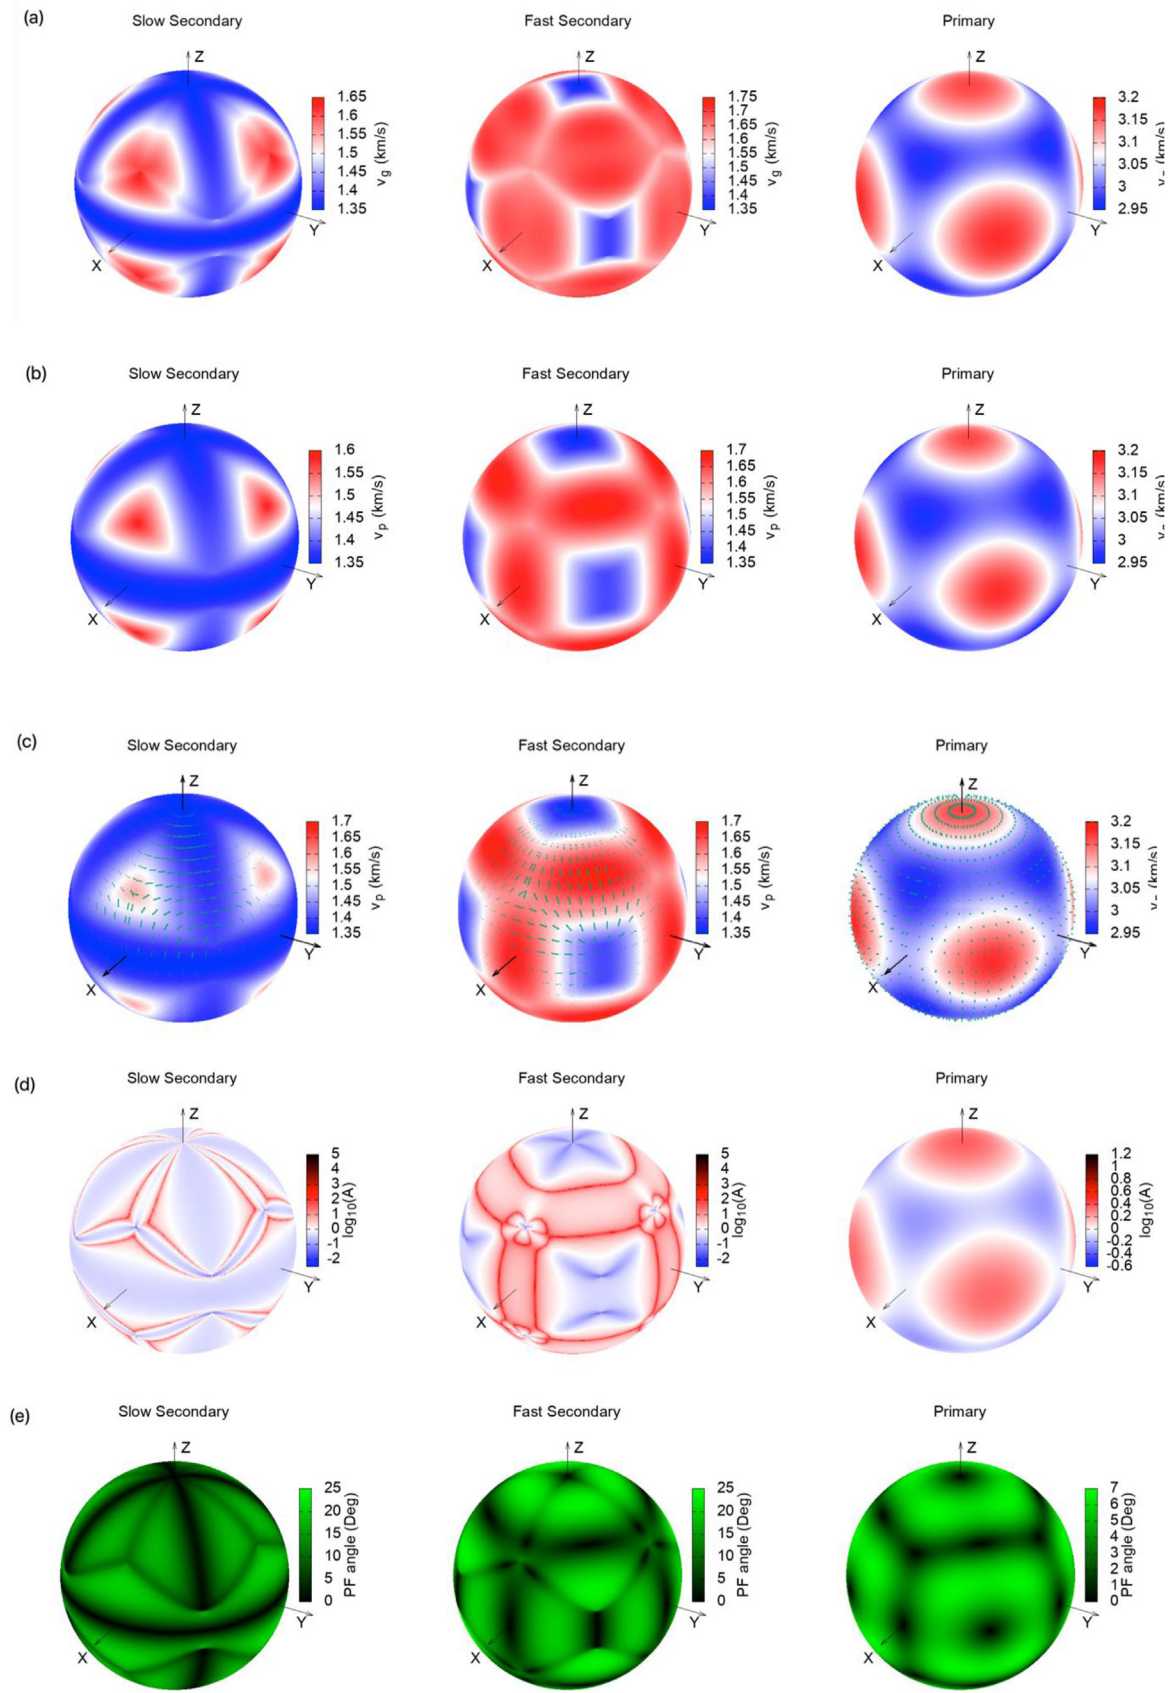 (a)
Slow Secondary
Fast Secondary
Primary
Z
X
Y
1.65
1.6
1.55
1.5
1.45
1.4
1.35
vg (km/s)
Z
X
Y
1.75
1.7
1.65
1.6
1.55
1.5
1.45
1.4
1.35
vg (km/s)
Z
X
Y
3.2
3.15
3.1
3.05
3
2.95
(km/s)
(b)
Slow Secondary
Fast Secondary
Primary
Z
X
Y
1.6
1.55
1.5
1.45
1.4
1.35
vp (km/s)
Z
X
Y
1.7
1.65
1.6
1.55
1.5
1.45
1.4
1.35
vp (km/s)
Z
X
Y
3.2
3.15
3.1
3.05
3
2.95
(km/s)
(c)
Slow Secondary
Fast Secondary
Primary
Z
X
Y
1.7
1.65
1.6
1.55
1.5
1.45
1.4
1.35
vp (km/s)
Z
X
Y
1.7
1.65
1.6
1.55
1.5
1.45
1.4
1.35
vp (km/s)
Z
X
Y
3.2
3.15
3.1
3.05
3
2.95
(km/s)
(d)
Slow Secondary
Fast Secondary
Primary
Z
X
Y
5
4
3
2
1
0
-1
-2
log10(A)
Z
X
Y
5
4
3
2
1
0
-1
-2
log10(A)
Z
X
Y
1.2
1
0.8
0.6
0.4
0.2
0
-0.2
-0.4
-0.6
log10(A)
(e)
Slow Secondary
Fast Secondary
Primary
Z
X
Y
25
20
15
10
5
0
PF angle (Deg)
Z
X
Y
25
20
15
10
5
0
PF angle (Deg)
Z
X
Y
7
6
5
4
3
2
1
0
PF angle (Deg)